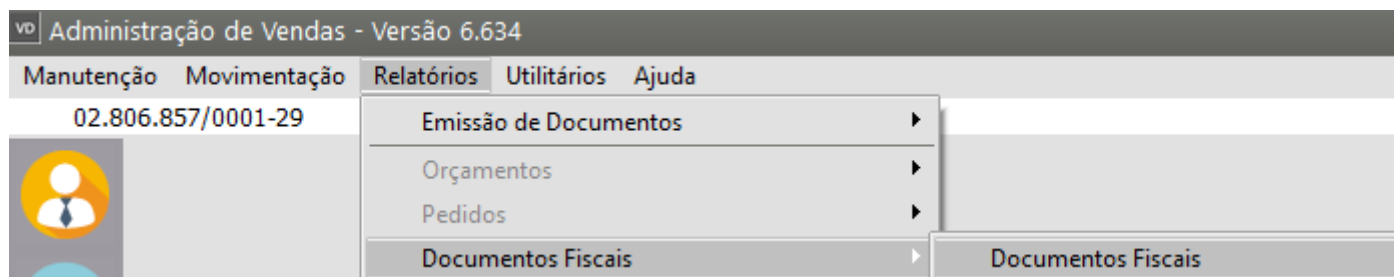 VD Administração de Vendas - Versão 6.634
Manutenção Movimentação Relatórios Utilitários Ajuda
02.806.857/0001-29
Emissão de Documentos
Orçamentos
Pedidos
Documentos Fiscais Documentos Fiscais